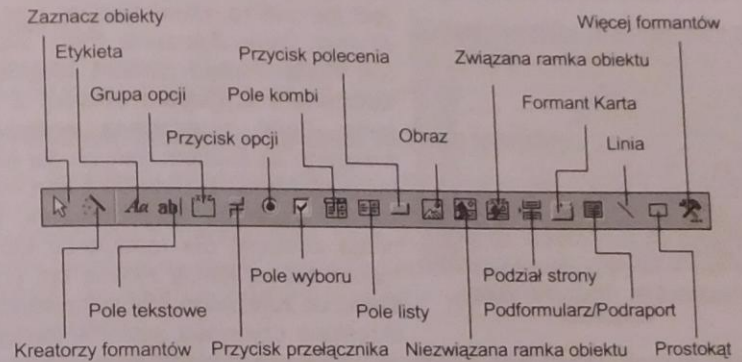 Zaznacz obiekty
Więcej formantów
Etykieta
Przycisk polecenia
Związana ramka obiektu
Grupa opcji
Pole kombi
Formant Karta
Przycisk opcji
Obraz
Linia
Aa ab|
Pole wyboru
Podział strony
Pole tekstowe
Pole listy
Podformularz/Podraport
Kreatorzy formantów
Przycisk przełącznika
Niezwiązana ramka obiektu
Prostokąt